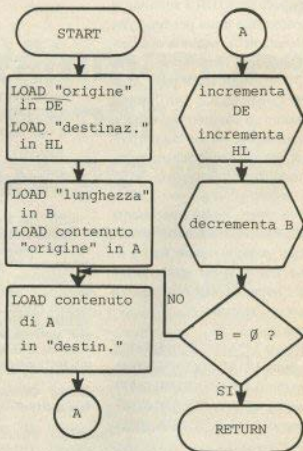 START
LOAD "origine"
in DE
LOAD "destinaz."
in HL
LOAD "lunghezza"
in B
LOAD contenuto
"origine" in A
LOAD contenuto
di A
in "destin."
A
A
incrementa
DE
incrementa
HL
decrementa B
B = Ø ?
NO
SI
RETURN